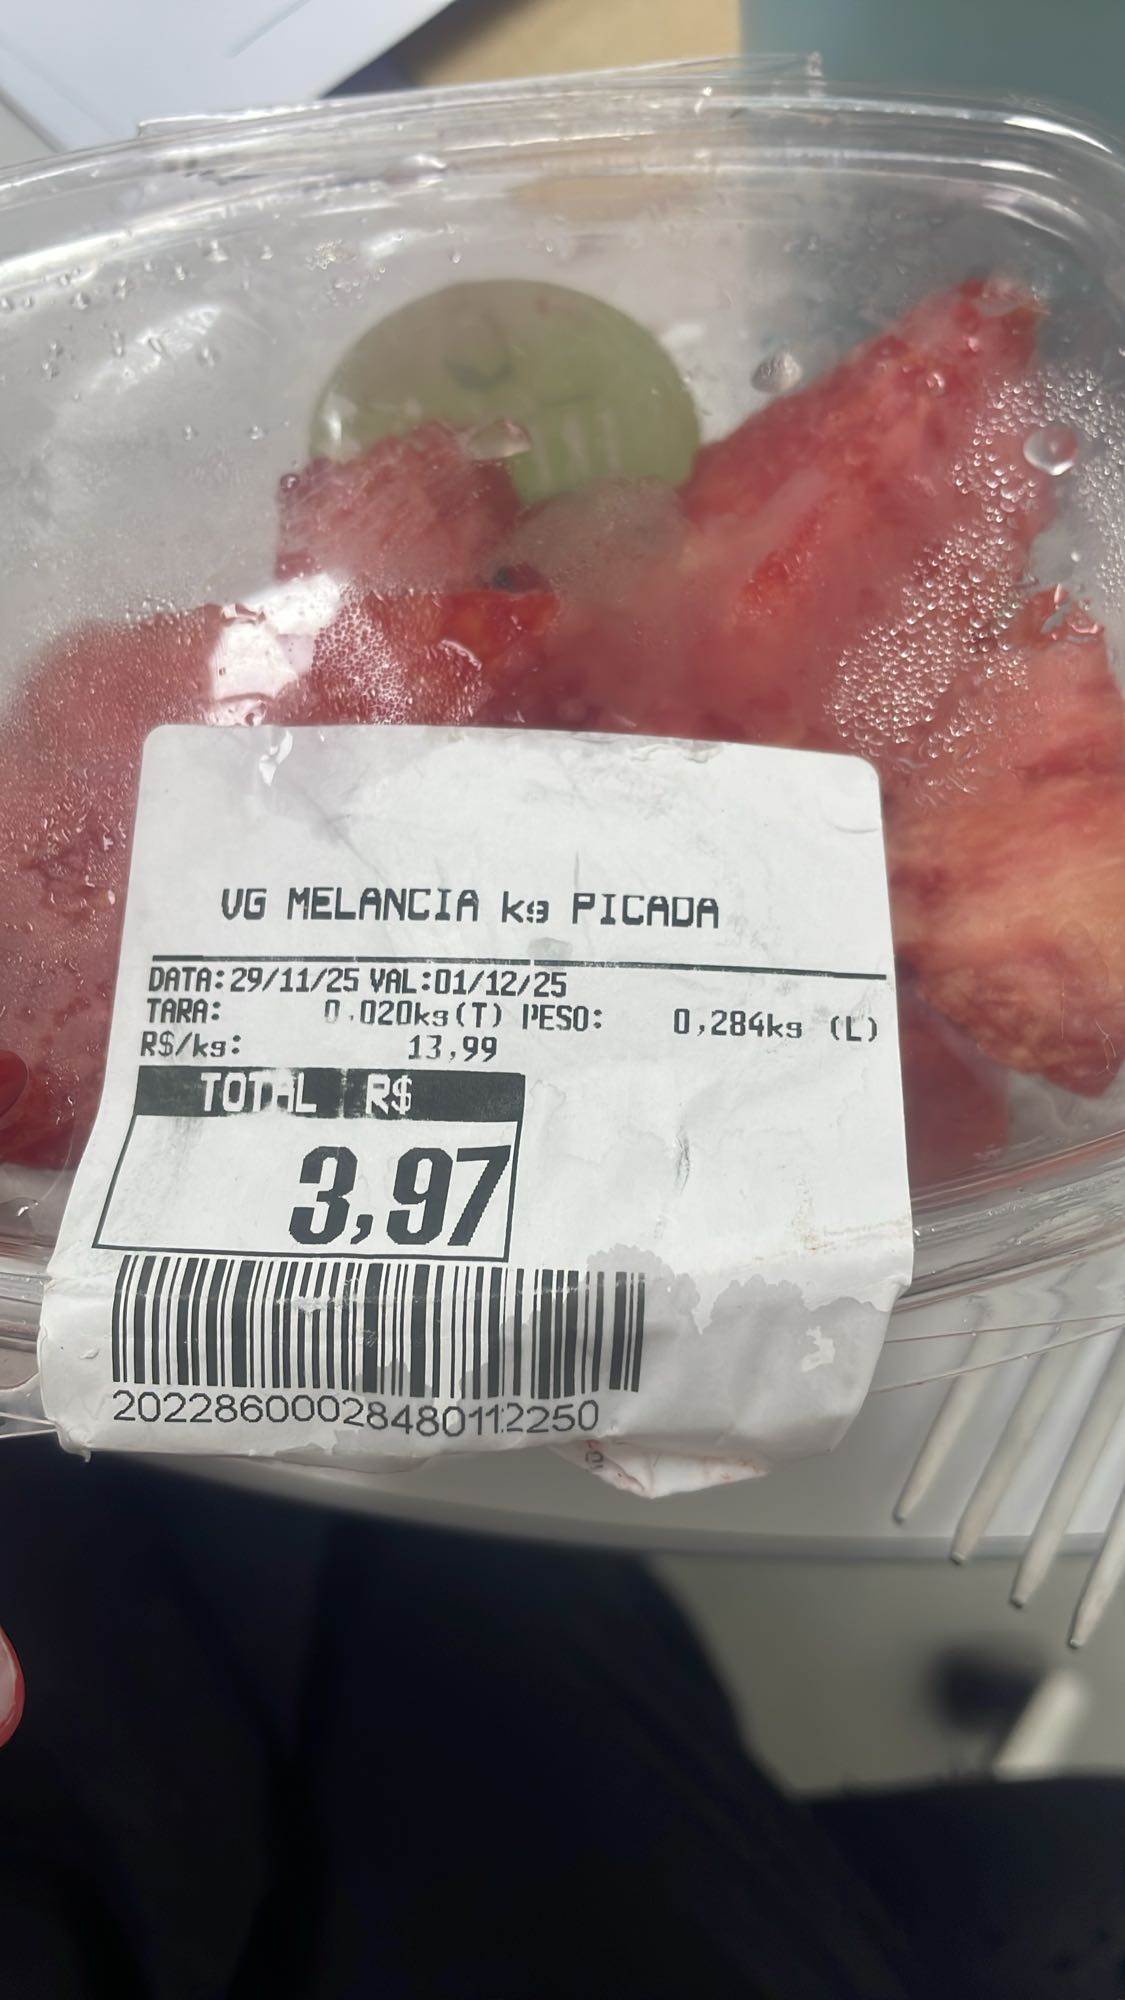 VG MELANCIA kg PICADA
DATA:29/11/25 VAL:01/12/25
TARA: 0,020kg(T) PESO: 0,284kg (L)
R$/kg: 13,99
TOTAL R$
3,97
20228600028480112250